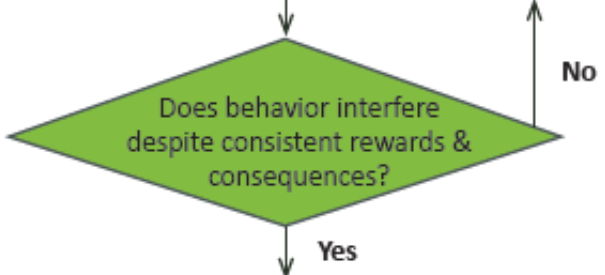 No
Does behavior interfere
despite consistent rewards &
consequences?
Yes